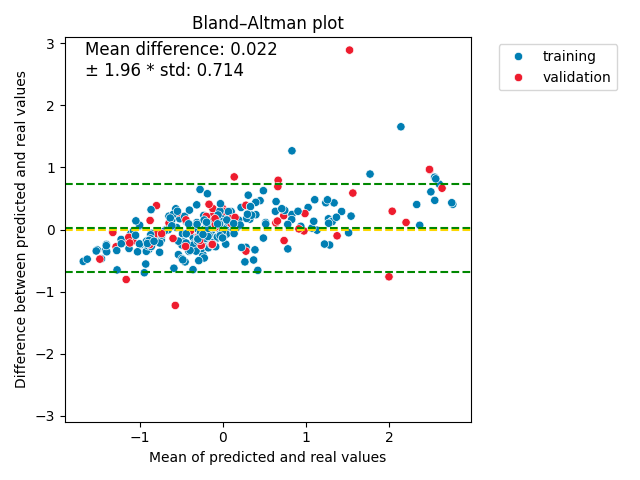 Bland–Altman plot
Mean difference: 0.022
± 1.96 * std: 0.714
training
validation
Difference between predicted and real values
3
2
1
0
−1
−2
−3
−1
0
1
2
Mean of predicted and real values